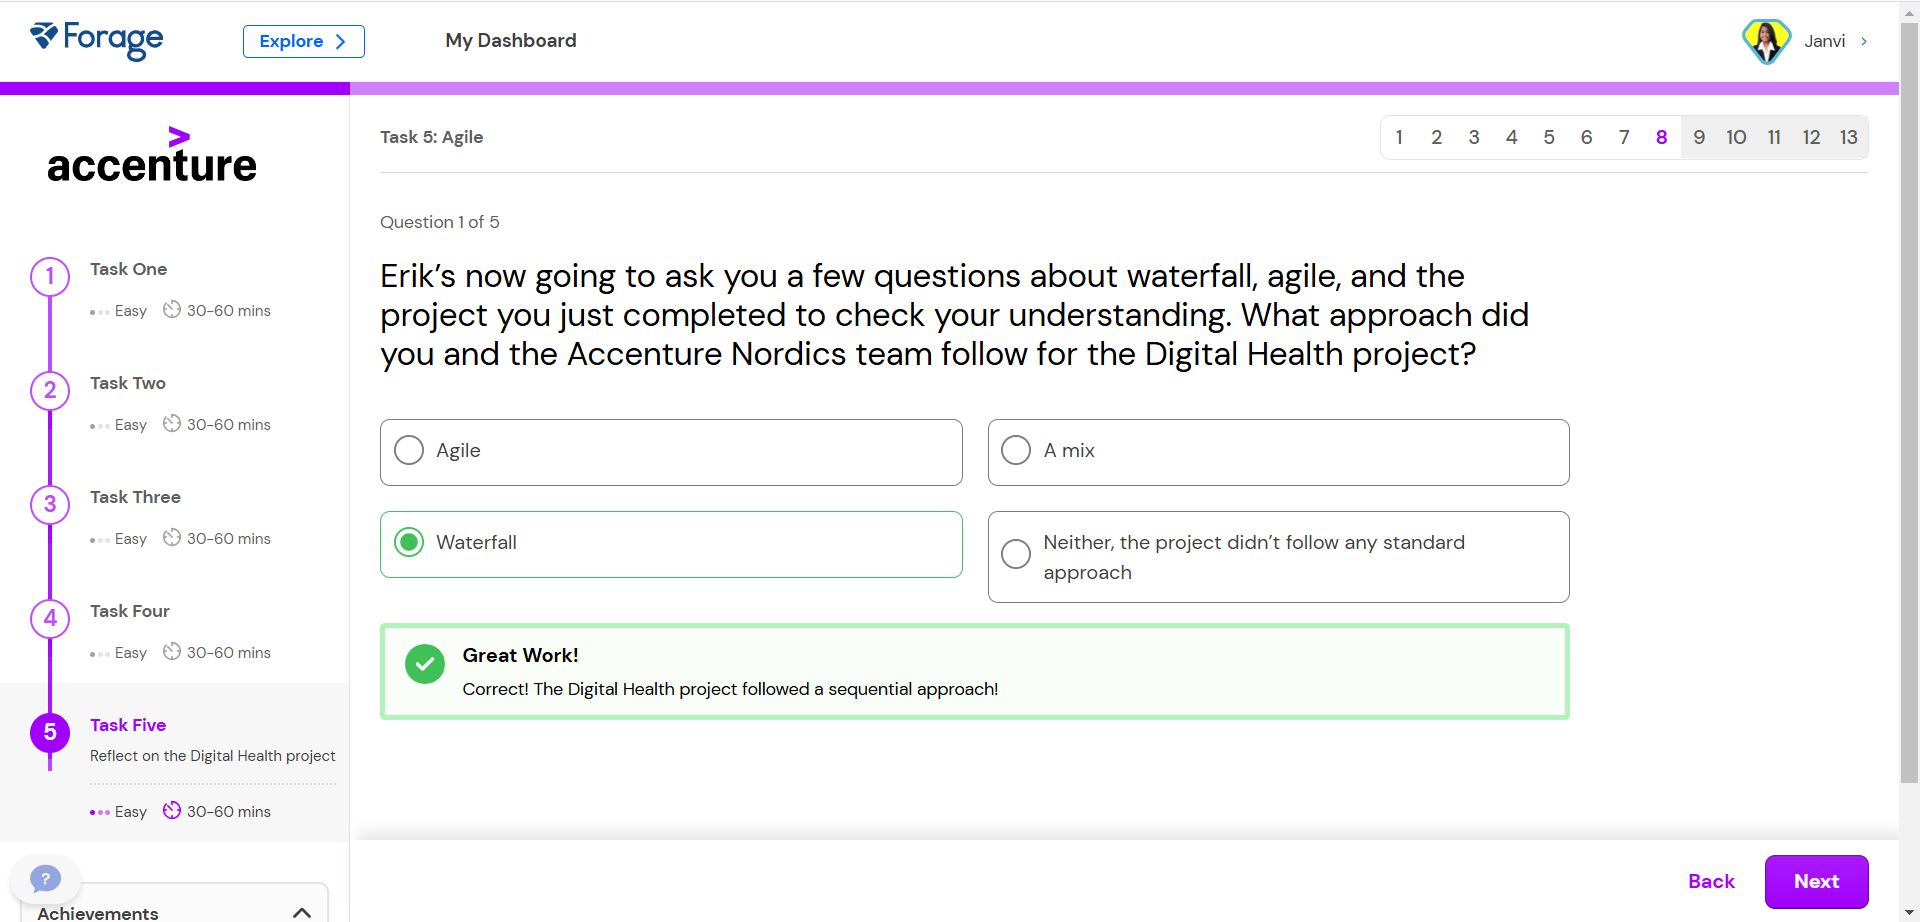 Forage
Explore
My Dashboard
Janvi
accenture
Task 5: Agile
1 2 3 4 5 6 7 8 9 10 11 12 13
Question 1 of 5
Erik’s now going to ask you a few questions about waterfall, agile, and the
project you just completed to check your understanding. What approach did
you and the Accenture Nordics team follow for the Digital Health project?
Agile
A mix
Waterfall
Neither, the project didn’t follow any standard
approach
Great Work!
Correct! The Digital Health project followed a sequential approach!
1
Task One
Easy 30-60 mins
2
Task Two
Easy 30-60 mins
3
Task Three
Easy 30-60 mins
4
Task Four
Easy 30-60 mins
5
Task Five
Reflect on the Digital Health project
Easy 30-60 mins
?
Achievements
Back
Next